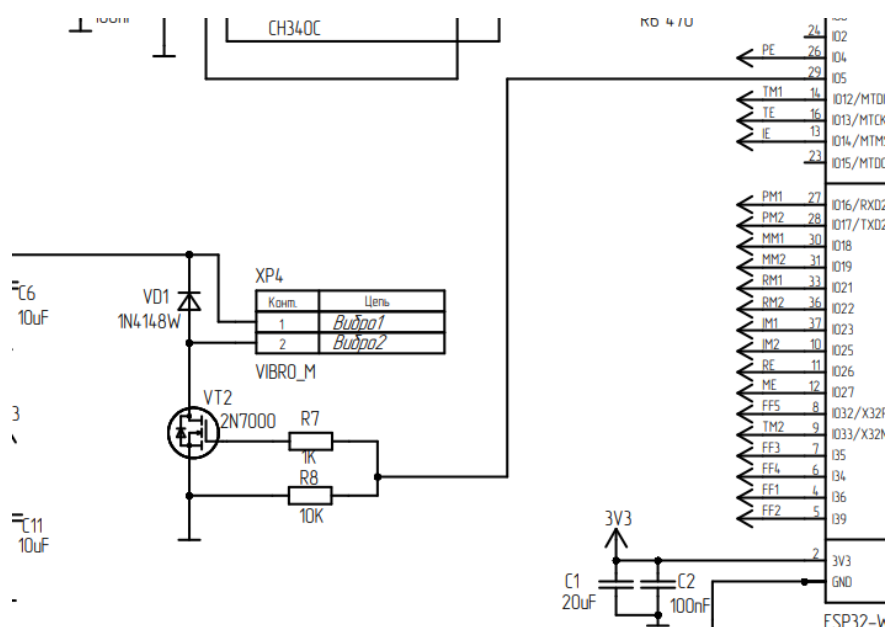 100nF
CH340C
R6 470
24 IO2
PE 26 IO4
29 IO5
TM1 14 IO12/MTDI
TE 16 IO13/MTCK
IE 13 IO14/MTMS
23 IO15/MTDO
PM1 27 IO16/RXD2
PM2 28 IO17/TXD2
MM1 30 IO18
MM2 31 IO19
RM1 33 IO21
RM2 36 IO22
IM1 37 IO23
IM2 10 IO25
RE 11 IO26
ME 12 IO27
FF5 8 IO32/X32P
TM2 9 IO33/X32N
FF3 7 I35
FF4 6 I34
FF1 4 I36
FF2 5 I39
2 3V3
GND
ESP32-W
XP4
Конт. Цепь
1 Вибро1
2 Вибро2
VIBRO_M
C6
10uF
VD1
1N4148W
VT2
2N7000
R7
1K
R8
10K
3
C11
10uF
3V3
C1
20uF
C2
100nF